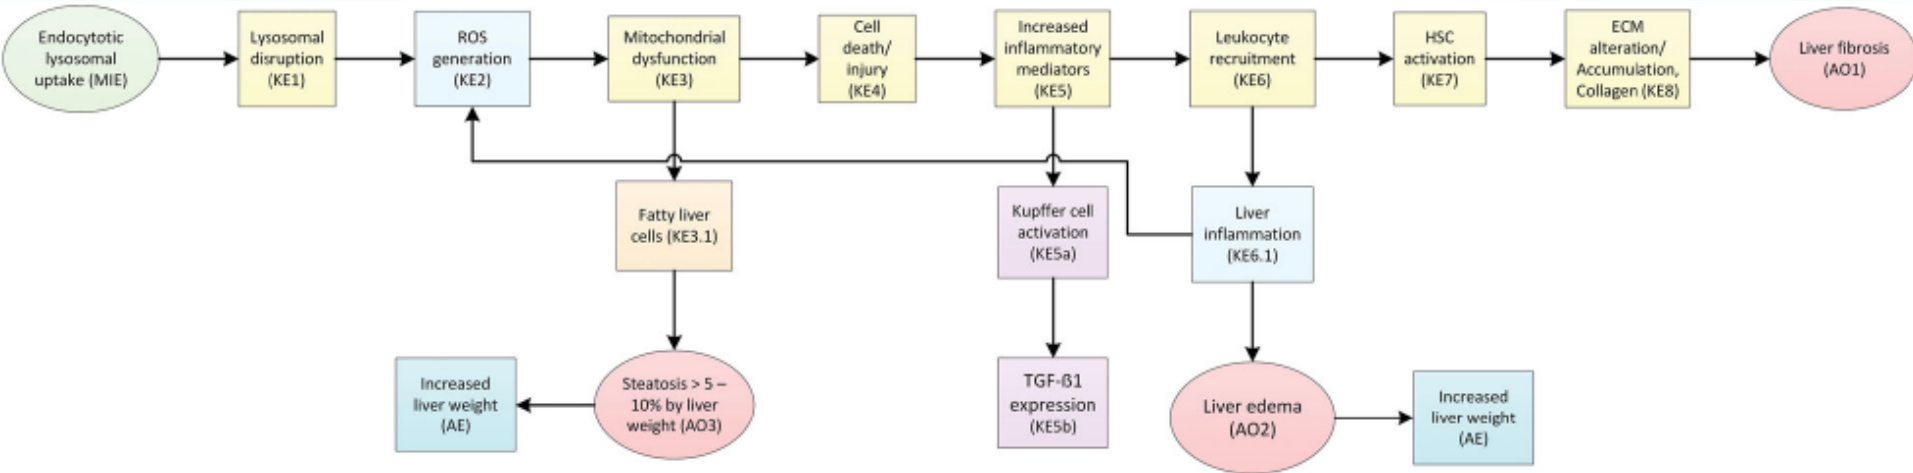 Endocytotic
lysosomal
uptake (MIE)
Lysosomal
disruption
(KE1)
ROS
generation
(KE2)
Mitochondrial
dysfunction
(KE3)
Cell
death/
injury
(KE4)
Increased
inflammatory
mediators
(KE5)
Leukocyte
recruitment
(KE6)
HSC
activation
(KE7)
ECM
alteration/
Accumulation,
Collagen (KE8)
Liver fibrosis
(AO1)
Fatty liver
cells (KE3.1)
Kupffer cell
activation
(KE5a)
Liver
inflammation
(KE6.1)
Increased
liver weight
(AE)
Steatosis > 5 –
10% by liver
weight (AO3)
TGF-ß1
expression
(KE5b)
Liver edema
(AO2)
Increased
liver weight
(AE)